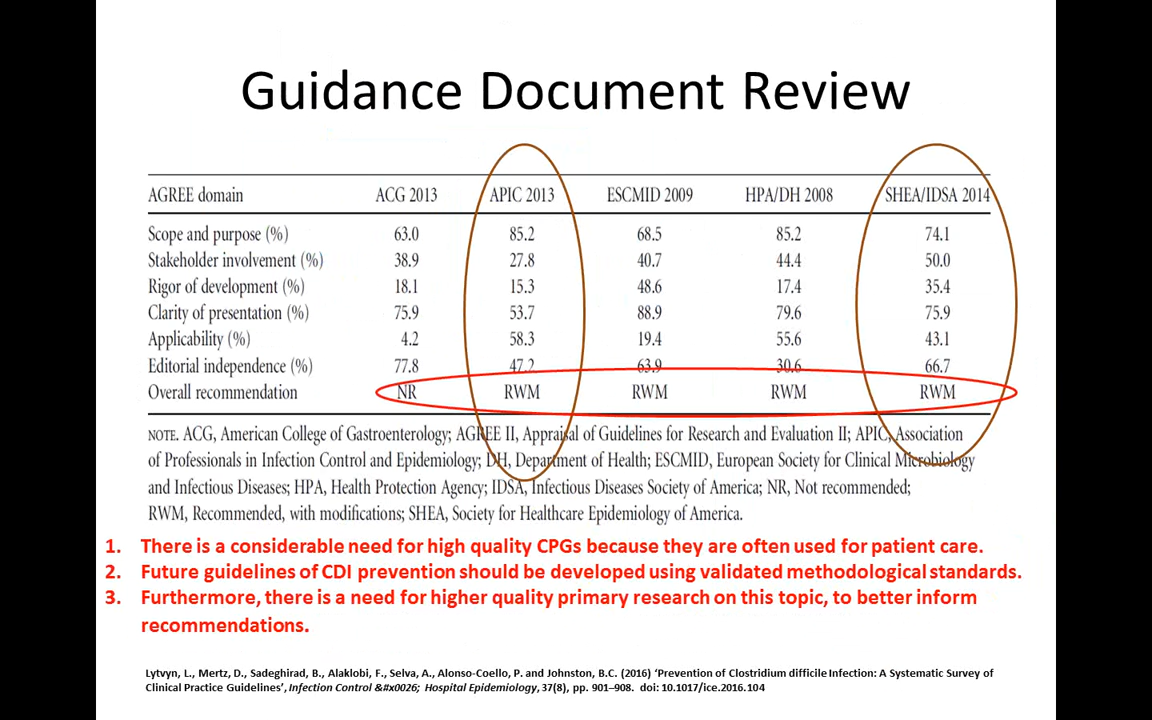 Guidance Document Review
AGREE domain ACG 2013 APIC 2013 ESCMID 2009 HPA/DH 2008 SHEA/IDSA 2014
Scope and purpose (%) 63.0 85.2 68.5 85.2 74.1
Stakeholder involvement (%) 38.9 27.8 40.7 44.4 50.0
Rigor of development (%) 18.1 15.3 48.6 17.4 35.4
Clarity of presentation (%) 75.9 53.7 88.9 79.6 75.9
Applicability (%) 4.2 58.3 19.4 55.6 43.1
Editorial independence (%) 77.8 47.2 63.9 30.6 66.7
Overall recommendation NR RWM RWM RWM RWM
NOTE. ACG, American College of Gastroenterology; AGREE II, Appraisal of Guidelines for Research and Evaluation II; APIC, Association
of Professionals in Infection Control and Epidemiology; DH, Department of Health; ESCMID, European Society for Clinical Microbiology
and Infectious Diseases; HPA, Health Protection Agency; IDSA, Infectious Diseases Society of America; NR, Not recommended;
RWM, Recommended, with modifications; SHEA, Society for Healthcare Epidemiology of America.
1. There is a considerable need for high quality CPGs because they are often used for patient care.
2. Future guidelines of CDI prevention should be developed using validated methodological standards.
3. Furthermore, there is a need for higher quality primary research on this topic, to better inform
recommendations.
Lytvyn, L., Mertz, D., Sadeghirad, B., Alaklobi, F., Selva, A., Alonso-Coello, P. and Johnston, B.C. (2016) ‘Prevention of Clostridium difficile Infection: A Systematic Survey of
Clinical Practice Guidelines’, Infection Control &#x0026; Hospital Epidemiology, 37(8), pp. 901–908. doi: 10.1017/ice.2016.104